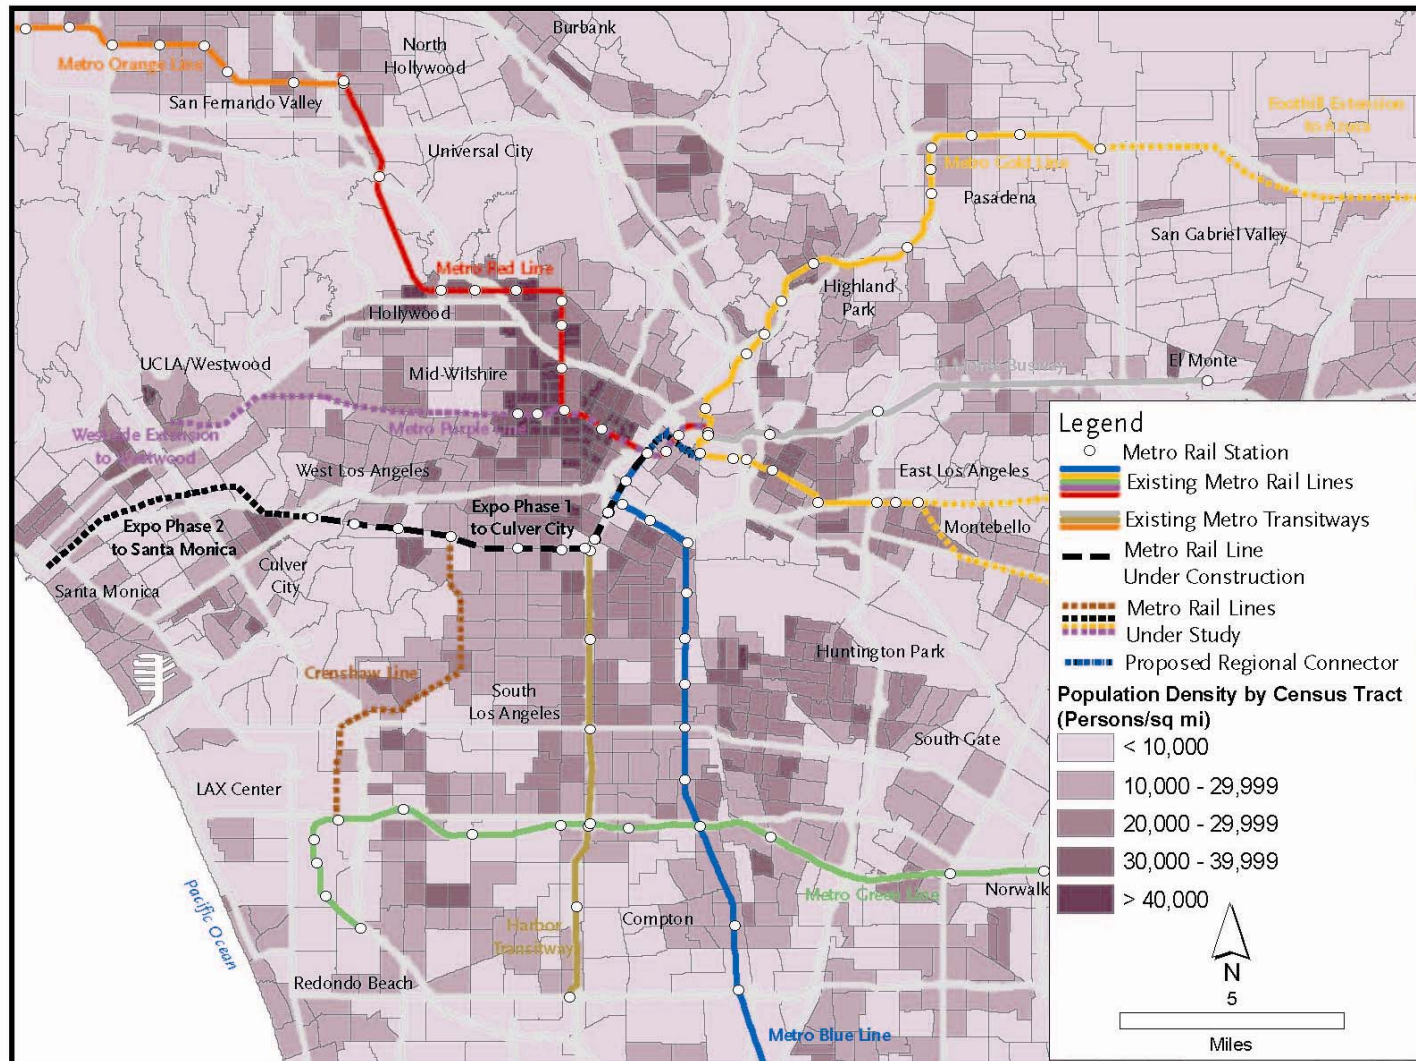 Burbank
North
Hollywood
Metro Orange Line
San Fernando Valley
Foothill Extension
to Azusa
Universal City
Metro Gold Line
Pasadena
San Gabriel Valley
Metro Red Line
Highland
Park
Hollywood
UCLA/Westwood
Mid-Wilshire
El Monte Busway
El Monte
Metro Purple Line
Westside Extension
to Westwood
West Los Angeles
East Los Angeles
Expo Phase 1
to Culver City
Expo Phase 2
to Santa Monica
Montebello
Culver
City
Santa Monica
Huntington Park
Crenshaw Line
South
Los Angeles
South Gate
LAX Center
Metro Green Line
Norwalk
Pacific Ocean
Harbor
Transitway
Compton
Redondo Beach
Metro Blue Line
Legend
Metro Rail Station
Existing Metro Rail Lines
Existing Metro Transitways
Metro Rail Line
Under Construction
Metro Rail Lines
Under Study
Proposed Regional Connector
Population Density by Census Tract
(Persons/sq mi)
< 10,000
10,000 - 29,999
20,000 - 29,999
30,000 - 39,999
> 40,000
N
5
Miles